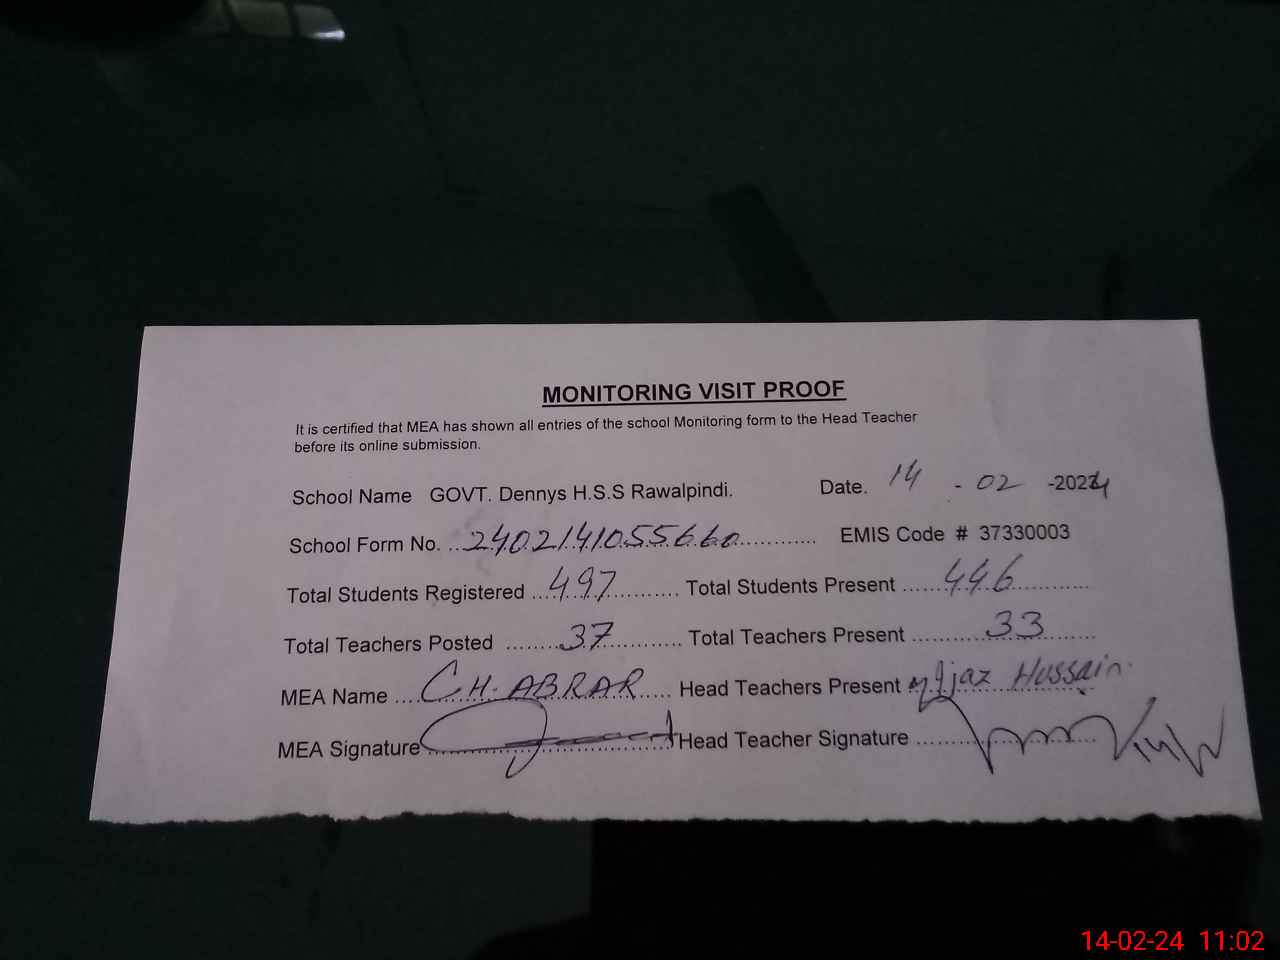 MONITORING VISIT PROOF
It is certified that MEA has shown all entries of the school Monitoring form to the Head Teacher
before its online submission.
School Name GOVT. Dennys H.S.S Rawalpindi. Date. 14 - 02 -2024
School Form No. ...2402141055660............. EMIS Code # 37330003
Total Students Registered ...497........... Total Students Present .......446............
Total Teachers Posted ........37........... Total Teachers Present ............33........
MEA Name ....CH. ABRAR..... Head Teachers Present Ijaz Hussain
MEA Signature Head Teacher Signature
14-02-24 11:02